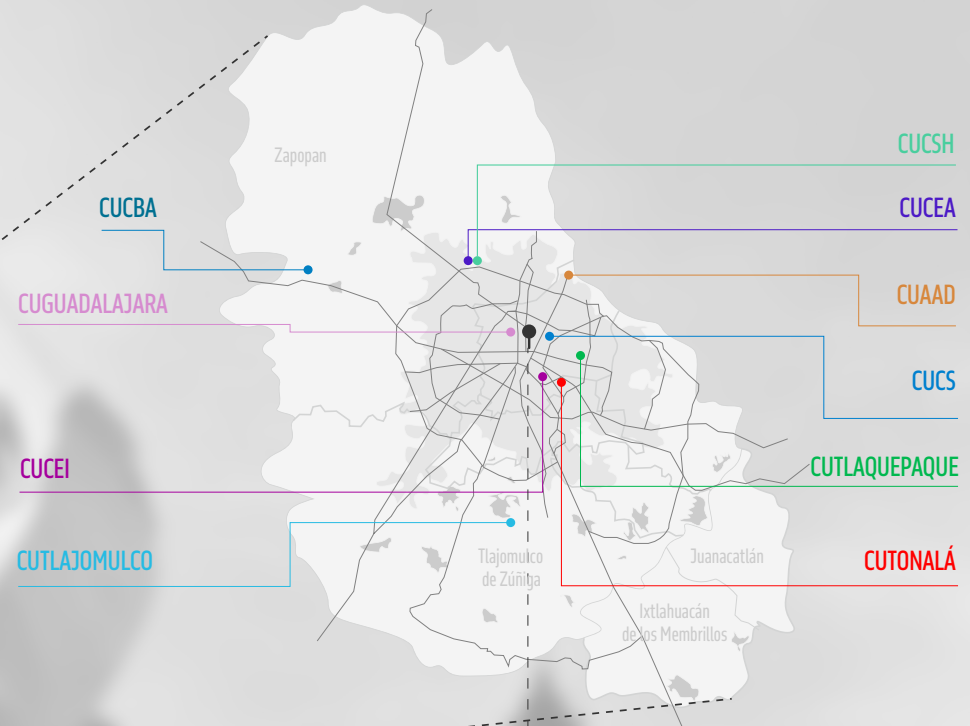 CUCSH
Zapopan
CUCBA
CUCEA
CUGUADALAJARA
CUAAD
CUCS
CUCEI
CUTLAQUEPAQUE
CUTLAJOMULCO
Tlajomulco
de Zúñiga
Juanacatlán
CUTONALÁ
Ixtlahuacán
de los Membrillos